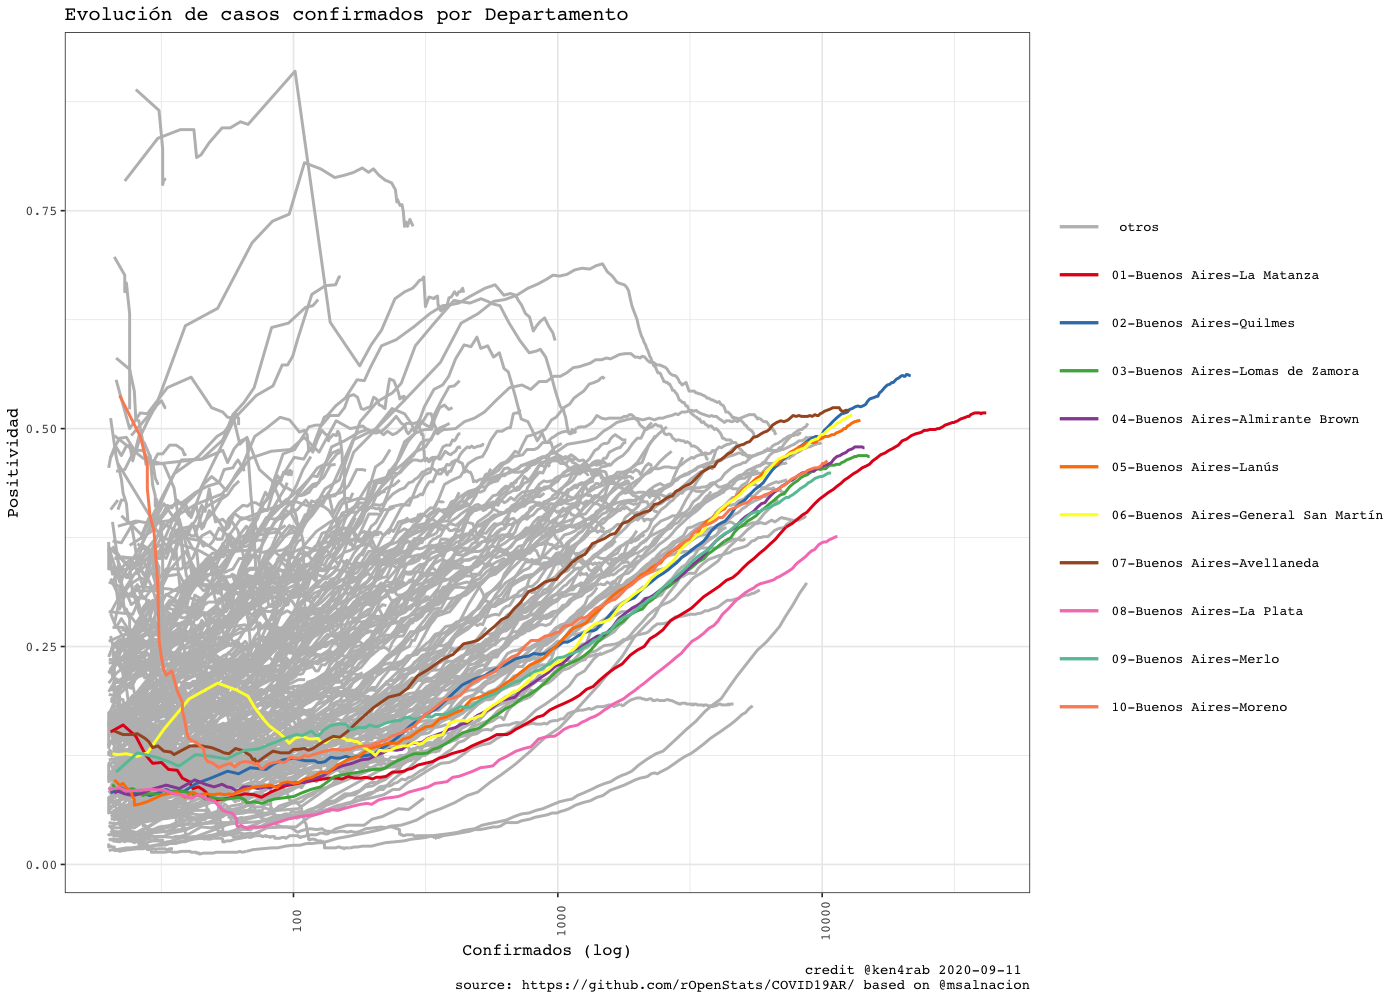 Evolución de casos confirmados por Departamento
Positividad
0.75
0.50
0.25
0.00
100
1000
10000
Confirmados (log)
otros
01-Buenos Aires-La Matanza
02-Buenos Aires-Quilmes
03-Buenos Aires-Lomas de Zamora
04-Buenos Aires-Almirante Brown
05-Buenos Aires-Lanús
06-Buenos Aires-General San Martín
07-Buenos Aires-Avellaneda
08-Buenos Aires-La Plata
09-Buenos Aires-Merlo
10-Buenos Aires-Moreno
credit @ken4rab 2020-09-11
source: https://github.com/rOpenStats/COVID19AR/ based on @msalnacion